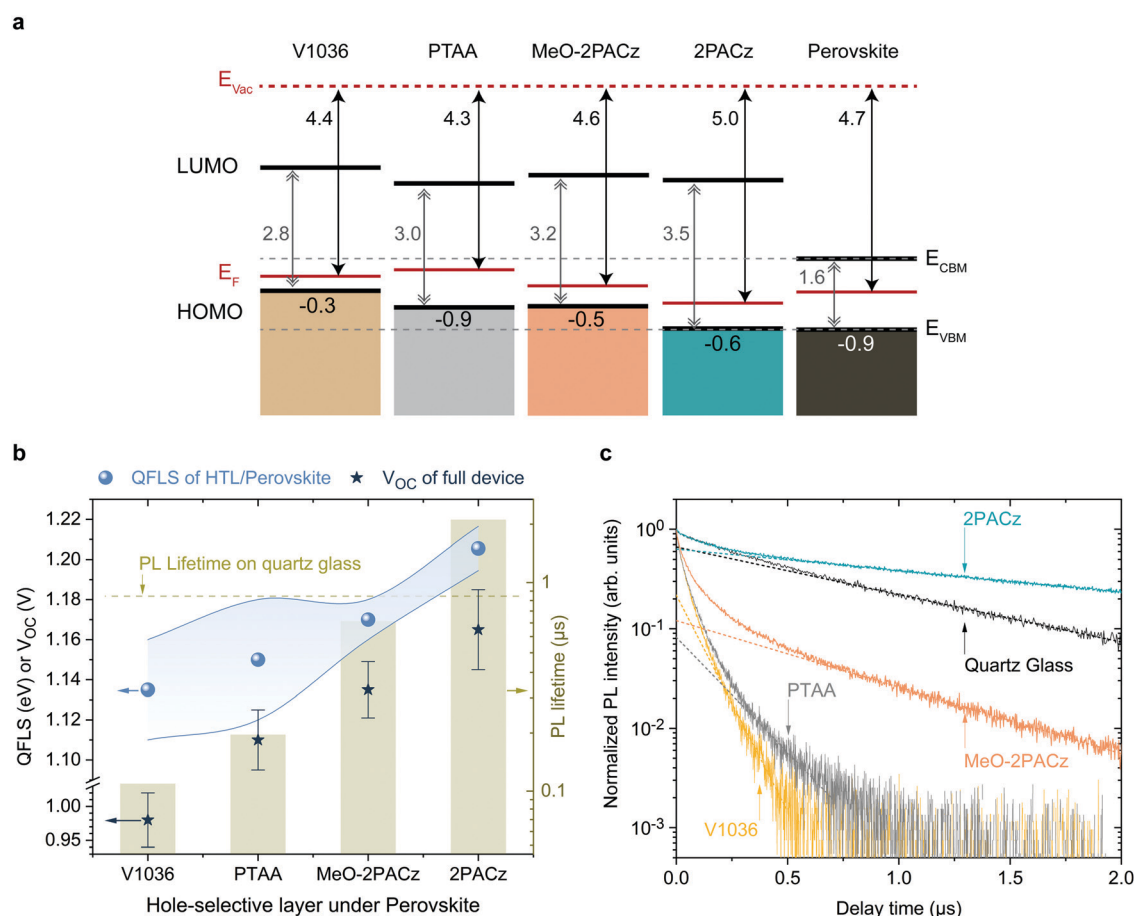 a
V1036 PTAA MeO-2PACz 2PACz Perovskite
E_Vac
4.4 4.3 4.6 5.0 4.7
LUMO
2.8 3.0 3.2 3.5
E_CBM
E_F
1.6
HOMO
-0.3 -0.9 -0.5
E_VBM
-0.6 -0.9
b
QFLS of HTL/Perovskite V_OC of full device
QFLS (eV) or V_OC (V)
1.22
1.20
1.18
1.16
1.14
1.12
1.10
1.00
0.95
PL Lifetime on quartz glass
1
0.1
PL lifetime (µs)
V1036 PTAA MeO-2PACz 2PACz
Hole-selective layer under Perovskite
c
Normalized PL intensity (arb. units)
10^0
10^-1
10^-2
10^-3
2PACz
Quartz Glass
PTAA
MeO-2PACz
V1036
0.0 0.5 1.0 1.5 2.0
Delay time (µs)